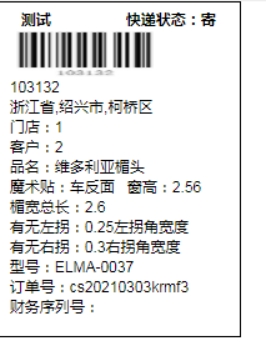 测试 快递状态：寄
103132
103132
浙江省,绍兴市,柯桥区
门店：1
客户：2
品名：维多利亚楣头
魔术贴：车反面 窗高：2.56
楣宽总长：2.6
有无左拐：0.25左拐角宽度
有无右拐：0.3右拐角宽度
型号：ELMA-0037
订单号：cs20210303krmf3
财务序列号：